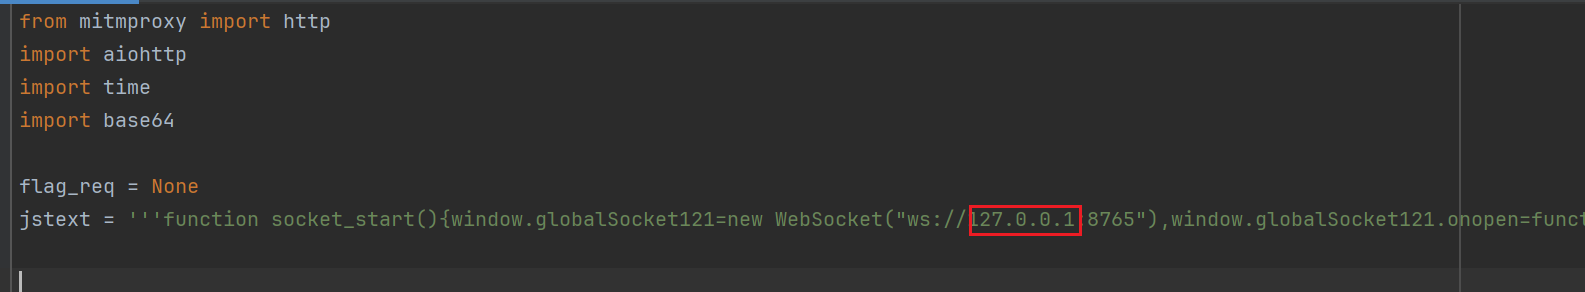 from mitmproxy import http
import aiohttp
import time
import base64
flag_req = None
jstext = '''function socket_start(){window.globalSocket121=new WebSocket("ws://127.0.0.1:8765"),window.globalSocket121.onopen=funct